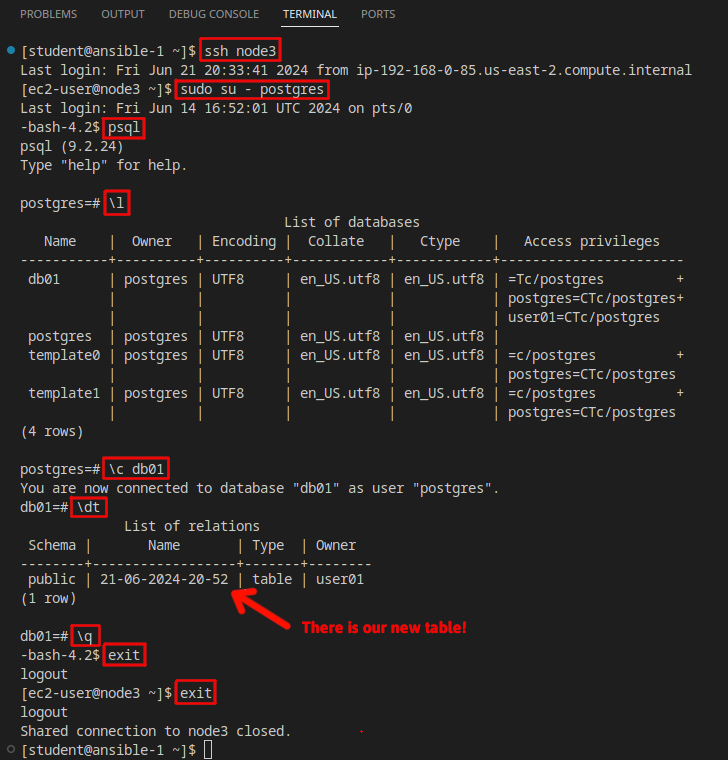 PROBLEMS OUTPUT DEBUG CONSOLE TERMINAL PORTS
[student@ansible-1 ~]$ ssh node3
Last login: Fri Jun 21 20:33:41 2024 from ip-192-168-0-85.us-east-2.compute.internal
[ec2-user@node3 ~]$ sudo su - postgres
Last login: Fri Jun 14 16:52:01 UTC 2024 on pts/0
-bash-4.2$ psql
psql (9.2.24)
Type "help" for help.
postgres=# \l
                                 List of databases
   Name    |  Owner   | Encoding |  Collate   |   Ctype    |   Access privileges
-----------+----------+----------+------------+------------+-----------------------
 db01      | postgres | UTF8     | en_US.utf8 | en_US.utf8 | =Tc/postgres         +
           |          |          |            |            | postgres=CTc/postgres+
           |          |          |            |            | user01=CTc/postgres
 postgres  | postgres | UTF8     | en_US.utf8 | en_US.utf8 |
 template0 | postgres | UTF8     | en_US.utf8 | en_US.utf8 | =c/postgres          +
           |          |          |            |            | postgres=CTc/postgres
 template1 | postgres | UTF8     | en_US.utf8 | en_US.utf8 | =c/postgres          +
           |          |          |            |            | postgres=CTc/postgres
(4 rows)
postgres=# \c db01
You are now connected to database "db01" as user "postgres".
db01=# \dt
             List of relations
 Schema |       Name       | Type  | Owner
--------+------------------+-------+--------
 public | 21-06-2024-20-52 | table | user01
(1 row)
There is our new table!
db01=# \q
-bash-4.2$ exit
logout
[ec2-user@node3 ~]$ exit
logout
Shared connection to node3 closed.
[student@ansible-1 ~]$